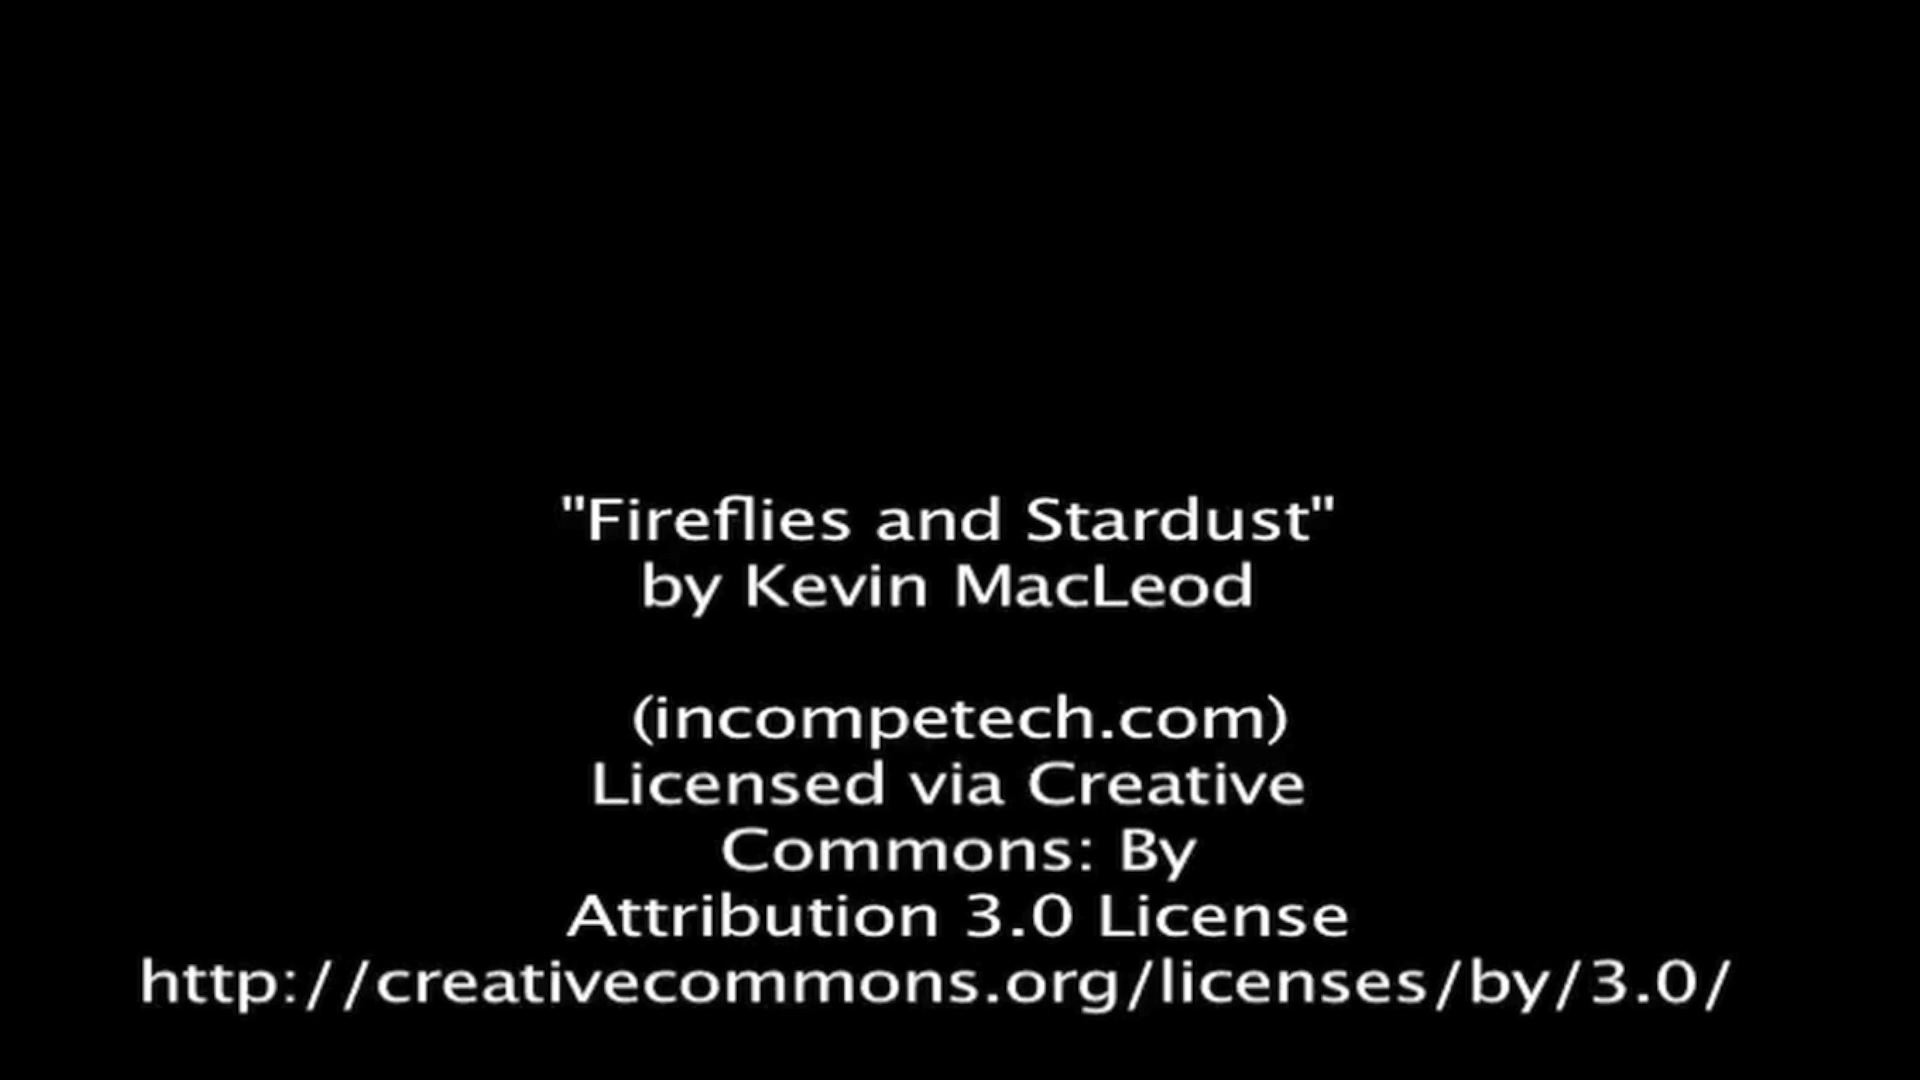 "Fireflies and Stardust"
by Kevin MacLeod
(incompetech.com)
Licensed via Creative
Commons: By
Attribution 3.0 License
http://creativecommons.org/licenses/by/3.0/